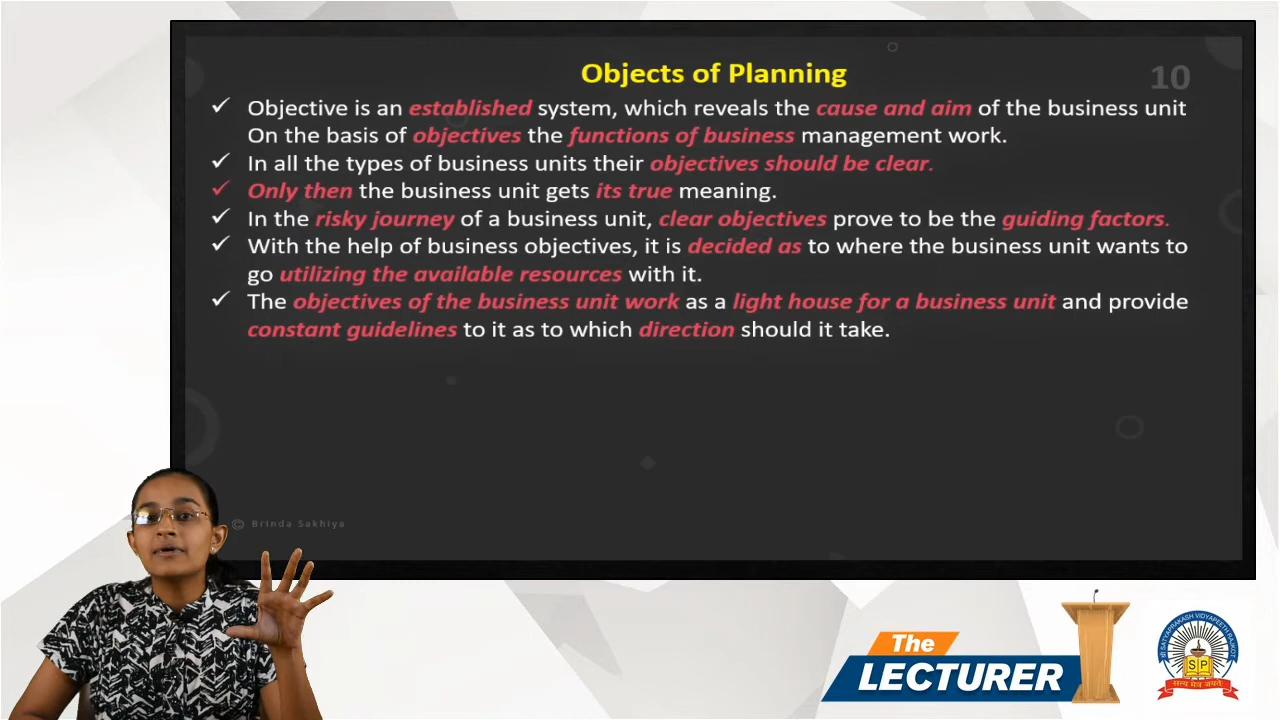 Objects of Planning
10
✓ Objective is an established system, which reveals the cause and aim of the business unit
On the basis of objectives the functions of business management work.
✓ In all the types of business units their objectives should be clear.
✓ Only then the business unit gets its true meaning.
✓ In the risky journey of a business unit, clear objectives prove to be the guiding factors.
✓ With the help of business objectives, it is decided as to where the business unit wants to
go utilizing the available resources with it.
✓ The objectives of the business unit work as a light house for a business unit and provide
constant guidelines to it as to which direction should it take.
© Brinda Sakhiya
The
LECTURER
SATYAPRAKASH VIDYAPEETH RAJKOT
SP
सत्य मेव जयते